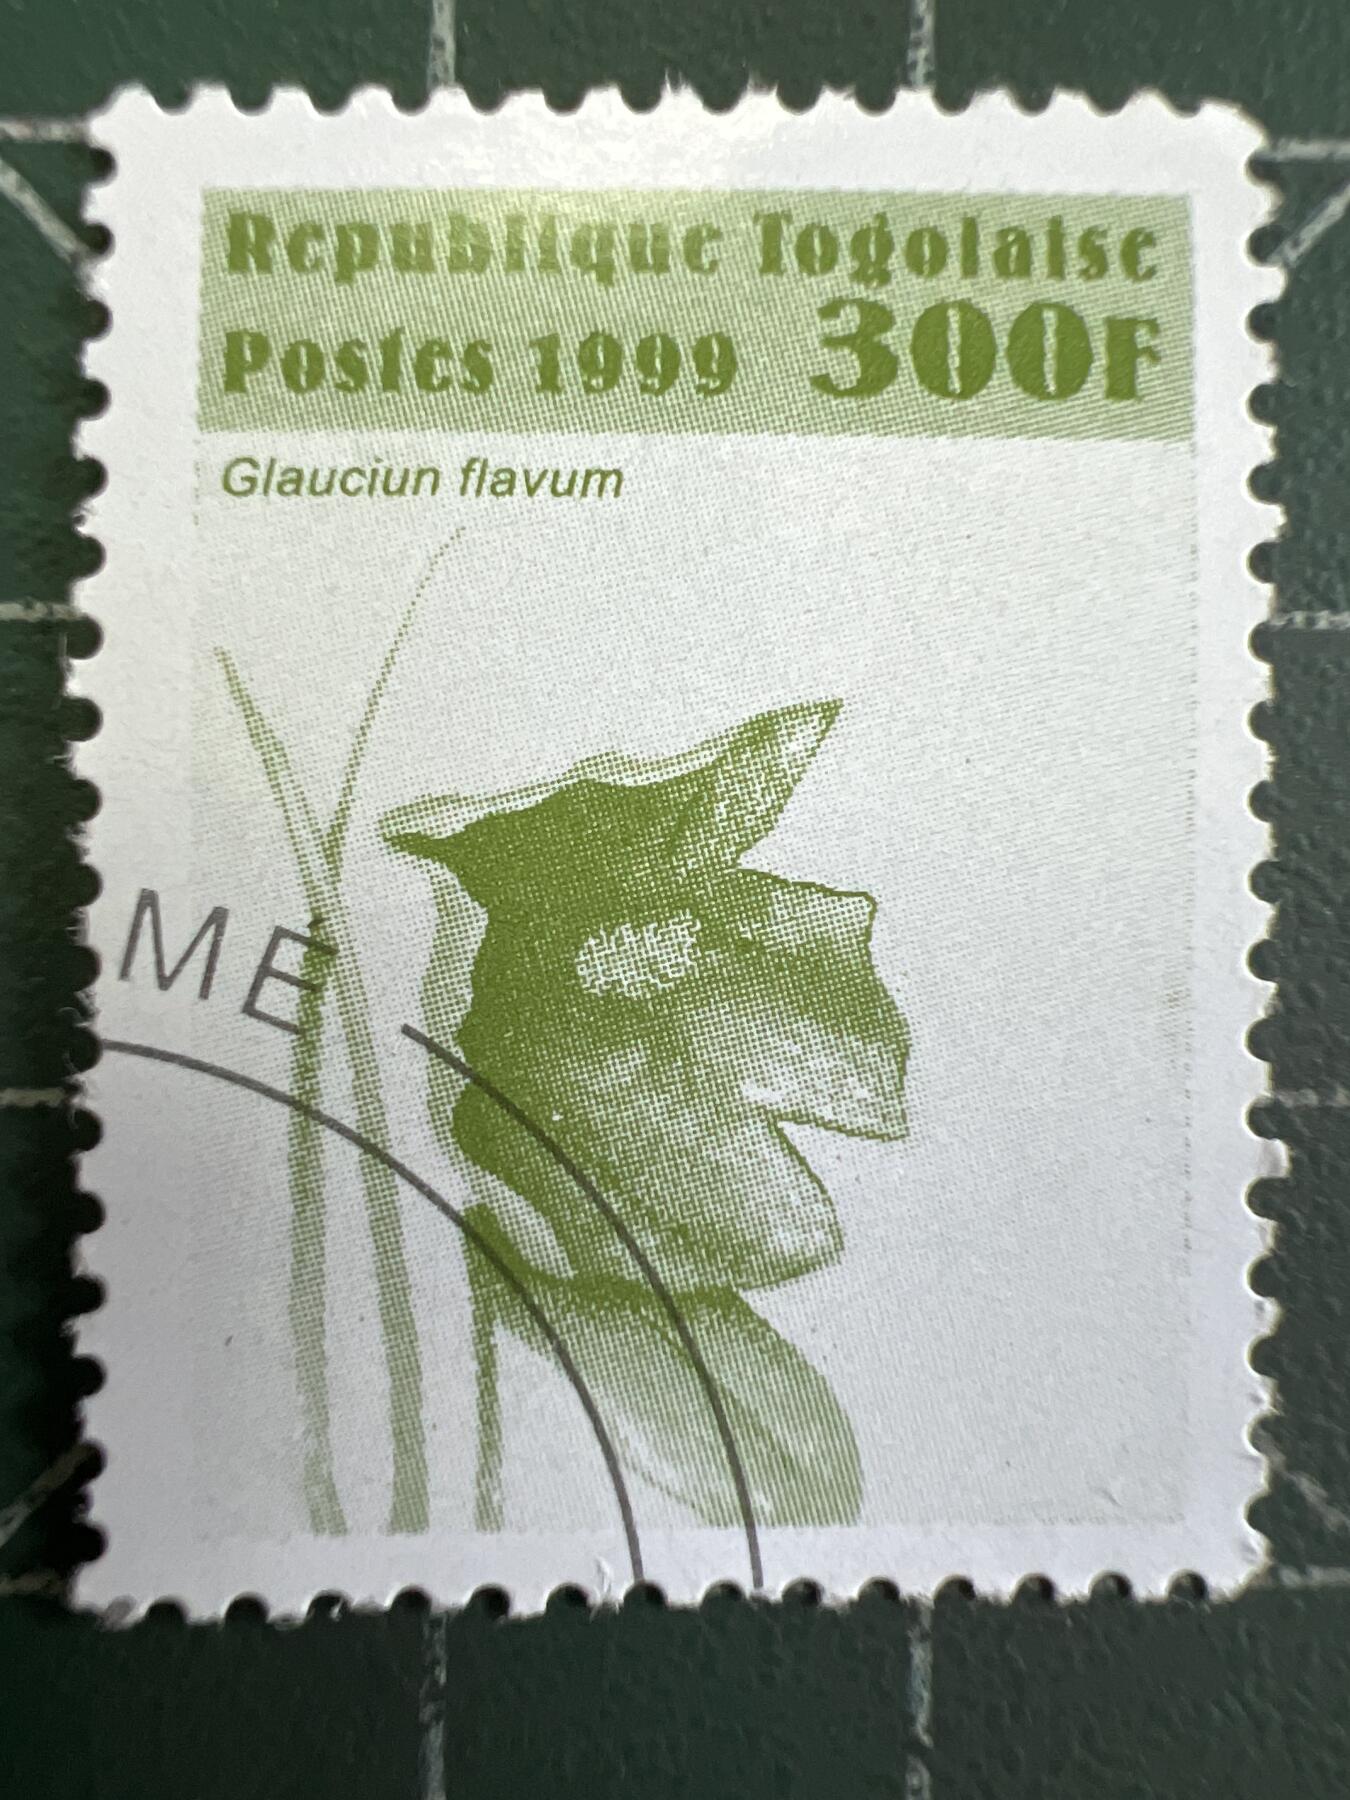 Republique Togolaise
Postes 1999 300F
Glauciun flavum
ME